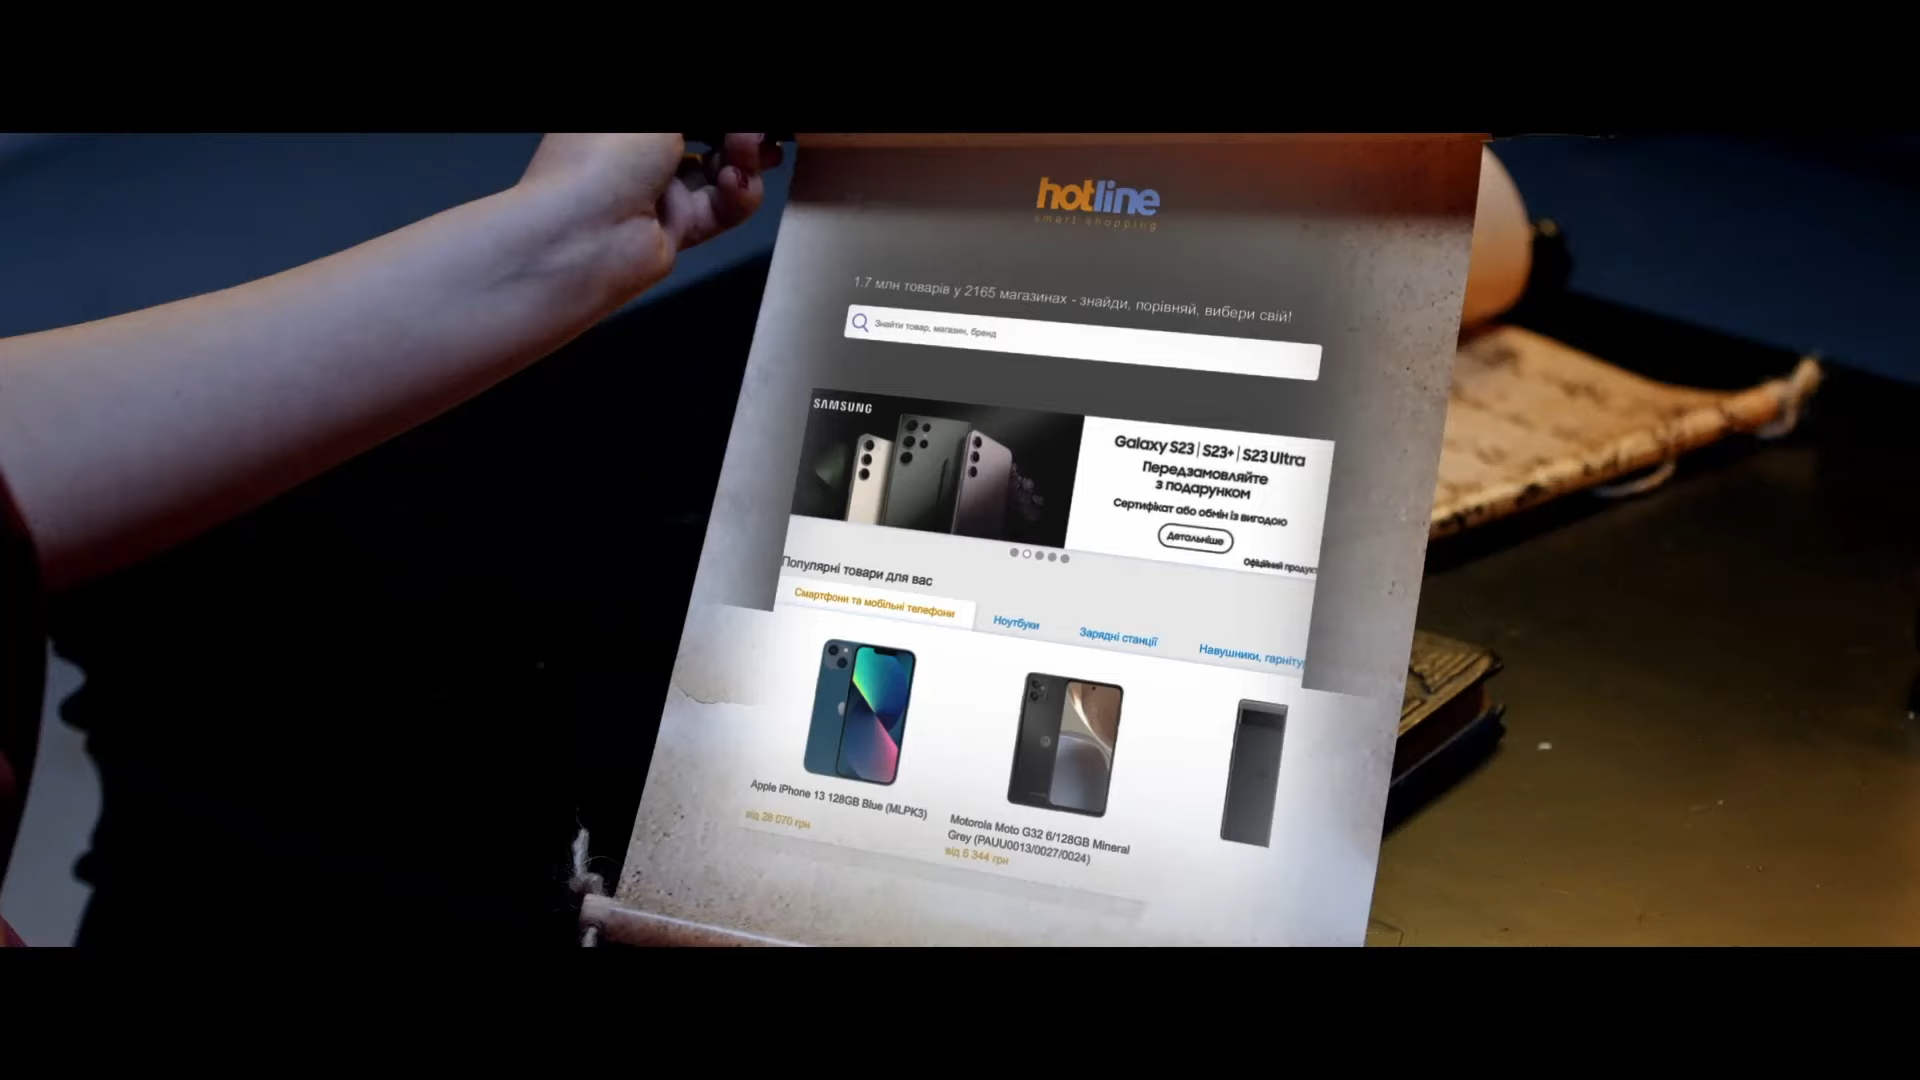 hotline
smart shopping
1.7 млн товарів у 2165 магазинах - знайди, порівняй, вибери свій!
Знайти товар, магазин, бренд
SAMSUNG
Galaxy S23 | S23+ | S23 Ultra
Передзамовляйте
з подарунком
Сертифікат або обмін із вигодою
Детальніше
Офіційний продукт
Популярні товари для вас
Смартфони та мобільні телефони
Ноутбуки
Зарядні станції
Навушники, гарніту
Apple iPhone 13 128GB Blue (MLPK3)
від 28 070 грн
Motorola Moto G32 6/128GB Mineral
Grey (PAUU0013/0027/0024)
від 6 344 грн